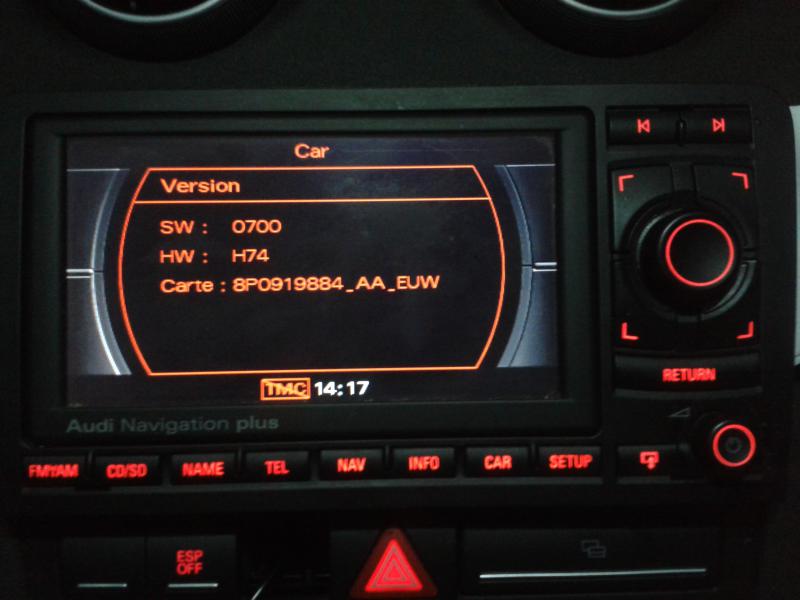 Car
Version
SW : 0700
HW : H74
Carte : 8P0919884_AA_EUW
TMC 14:17
Audi Navigation plus
RETURN
FM/AM CD/SD NAME TEL NAV INFO CAR SETUP
ESP
OFF